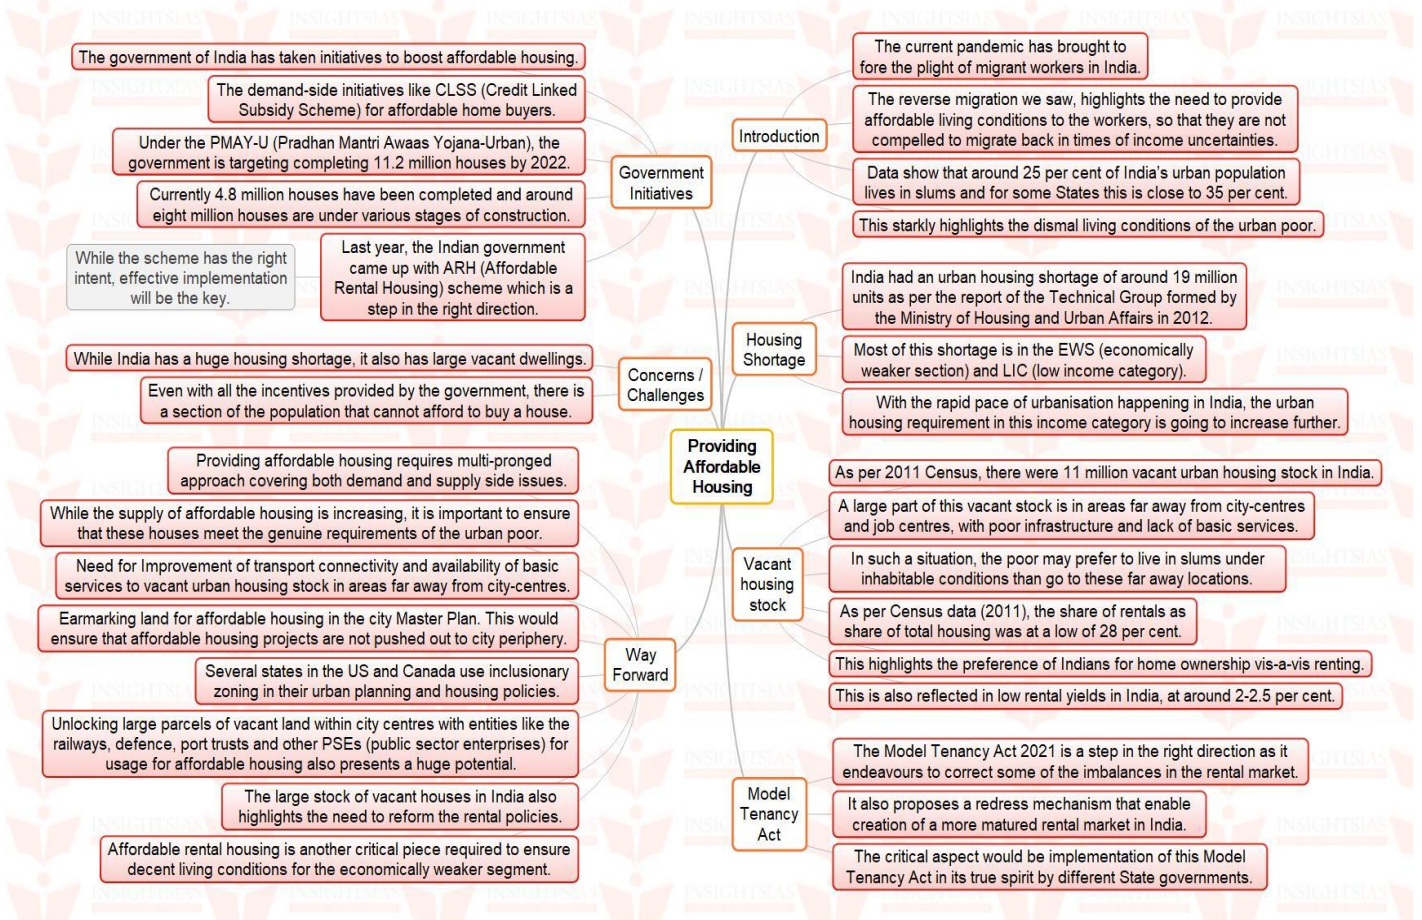 Providing
Affordable
Housing
Introduction
The current pandemic has brought to
fore the plight of migrant workers in India.
The reverse migration we saw, highlights the need to provide
affordable living conditions to the workers, so that they are not
compelled to migrate back in times of income uncertainties.
Data show that around 25 per cent of India's urban population
lives in slums and for some States this is close to 35 per cent.
This starkly highlights the dismal living conditions of the urban poor.
Housing
Shortage
India had an urban housing shortage of around 19 million
units as per the report of the Technical Group formed by
the Ministry of Housing and Urban Affairs in 2012.
Most of this shortage is in the EWS (economically
weaker section) and LIC (low income category).
With the rapid pace of urbanisation happening in India, the urban
housing requirement in this income category is going to increase further.
Vacant
housing
stock
As per 2011 Census, there were 11 million vacant urban housing stock in India.
A large part of this vacant stock is in areas far away from city-centres
and job centres, with poor infrastructure and lack of basic services.
In such a situation, the poor may prefer to live in slums under
inhabitable conditions than go to these far away locations.
As per Census data (2011), the share of rentals as
share of total housing was at a low of 28 per cent.
This highlights the preference of Indians for home ownership vis-a-vis renting.
This is also reflected in low rental yields in India, at around 2-2.5 per cent.
Model
Tenancy
Act
The Model Tenancy Act 2021 is a step in the right direction as it
endeavours to correct some of the imbalances in the rental market.
It also proposes a redress mechanism that enable
creation of a more matured rental market in India.
The critical aspect would be implementation of this Model
Tenancy Act in its true spirit by different State governments.
Government
Initiatives
The government of India has taken initiatives to boost affordable housing.
The demand-side initiatives like CLSS (Credit Linked
Subsidy Scheme) for affordable home buyers.
Under the PMAY-U (Pradhan Mantri Awaas Yojana-Urban), the
government is targeting completing 11.2 million houses by 2022.
Currently 4.8 million houses have been completed and around
eight million houses are under various stages of construction.
Last year, the Indian government
came up with ARH (Affordable
Rental Housing) scheme which is a
step in the right direction.
While the scheme has the right
intent, effective implementation
will be the key.
Concerns /
Challenges
While India has a huge housing shortage, it also has large vacant dwellings.
Even with all the incentives provided by the government, there is
a section of the population that cannot afford to buy a house.
Way
Forward
Providing affordable housing requires multi-pronged
approach covering both demand and supply side issues.
While the supply of affordable housing is increasing, it is important to ensure
that these houses meet the genuine requirements of the urban poor.
Need for Improvement of transport connectivity and availability of basic
services to vacant urban housing stock in areas far away from city-centres.
Earmarking land for affordable housing in the city Master Plan. This would
ensure that affordable housing projects are not pushed out to city periphery.
Several states in the US and Canada use inclusionary
zoning in their urban planning and housing policies.
Unlocking large parcels of vacant land within city centres with entities like the
railways, defence, port trusts and other PSEs (public sector enterprises) for
usage for affordable housing also presents a huge potential.
The large stock of vacant houses in India also
highlights the need to reform the rental policies.
Affordable rental housing is another critical piece required to ensure
decent living conditions for the economically weaker segment.
INSIGHTSIAS